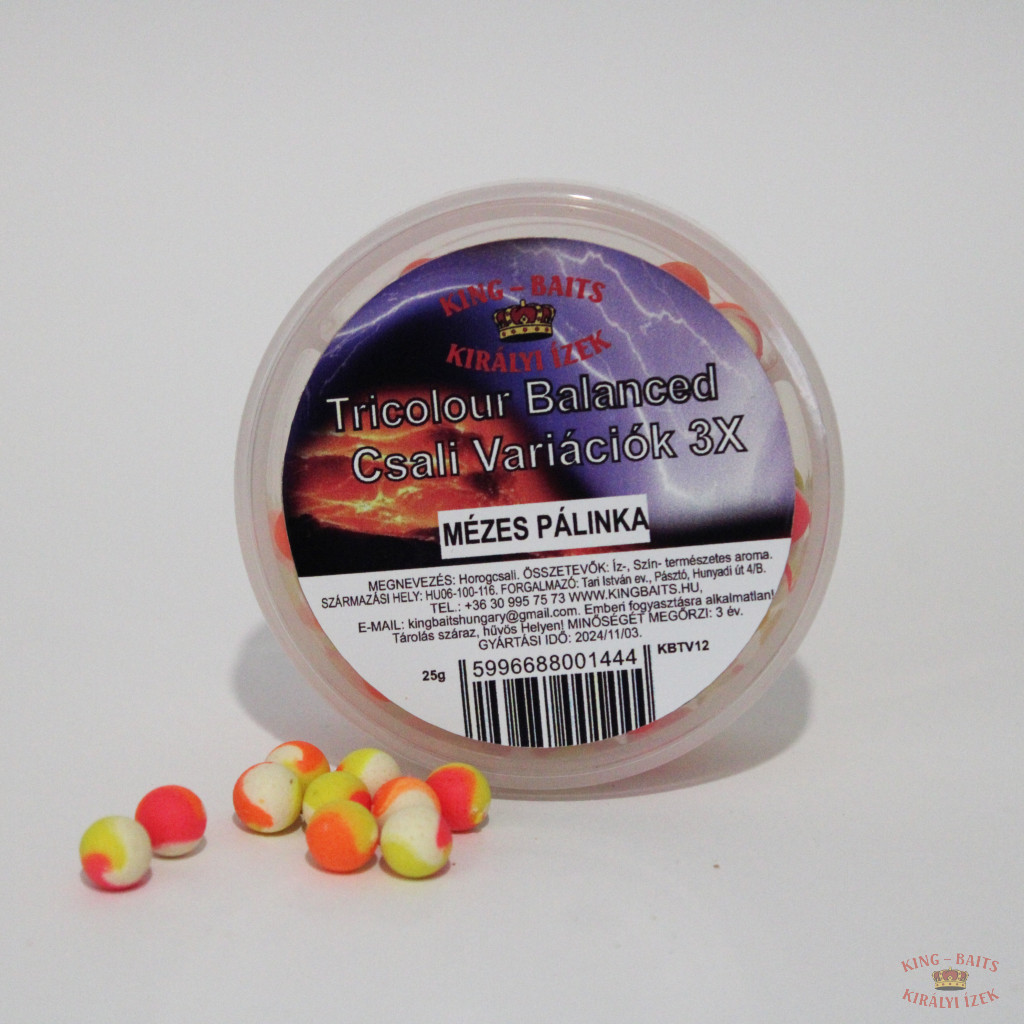 KING – BAITS
KIRÁLYI ÍZEK
Tricolour Balanced
Csali Variációk 3X
MÉZES PÁLINKA
MEGNEVEZÉS: Horogcsali. ÖSSZETEVŐK: Íz-, Szín- természetes aroma.
SZÁRMAZÁSI HELY: HU06-100-116. FORGALMAZÓ: Tari István ev., Pásztó, Hunyadi út 4/B.
TEL.: +36 30 995 75 73 WWW.KINGBAITS.HU,
E-MAIL: kingbaitshungary@gmail.com. Emberi fogyasztásra alkalmatlan!
Tárolás száraz, hűvös Helyen! MINŐSÉGÉT MEGŐRZI: 3 év.
GYÁRTÁSI IDŐ: 2024/11/03.
25g
5996688001444
KBTV12
KING – BAITS
KIRÁLYI ÍZEK